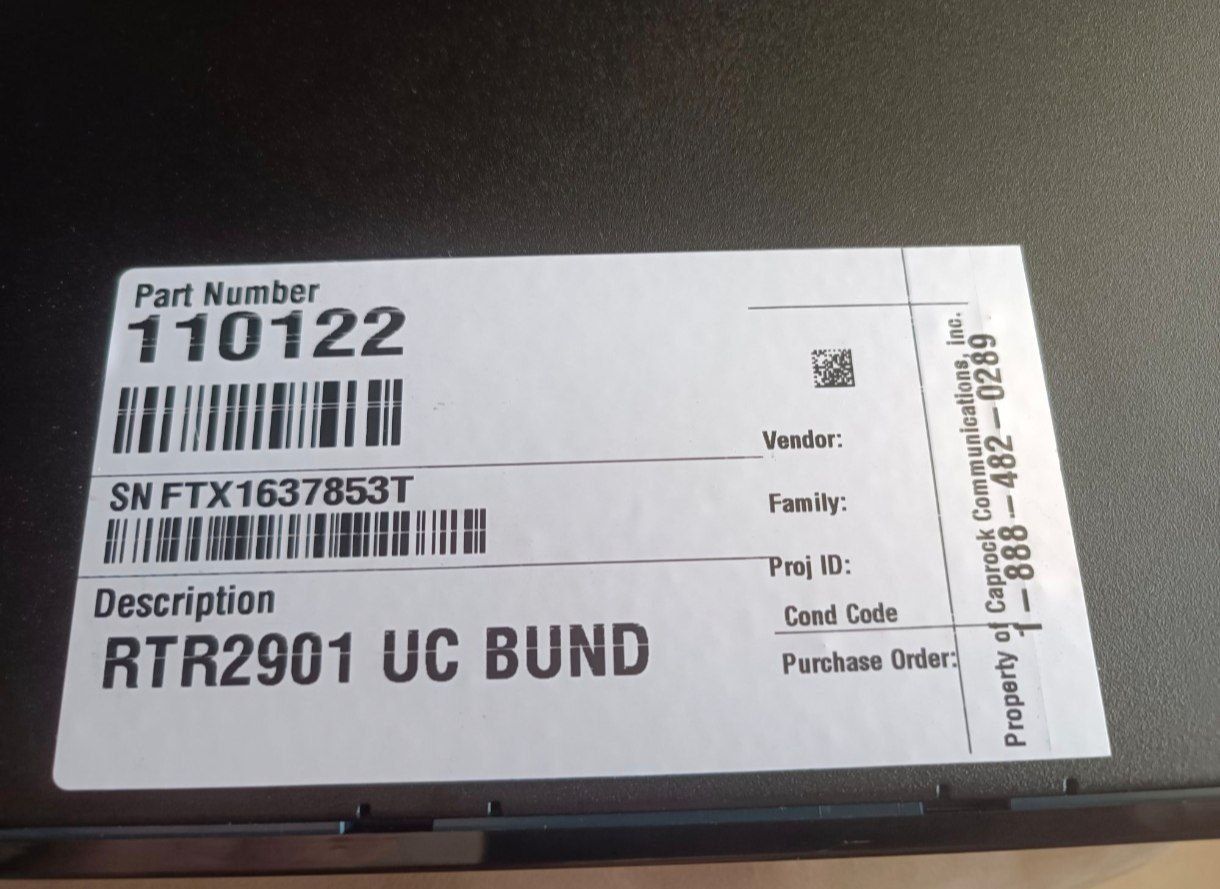 Part Number
110122
SN FTX1637853T
Description
RTR2901 UC BUND
Vendor:
Family:
Proj ID:
Cond Code
Purchase Order:
Property of Caprock Communications, inc.
1-888-482-0289